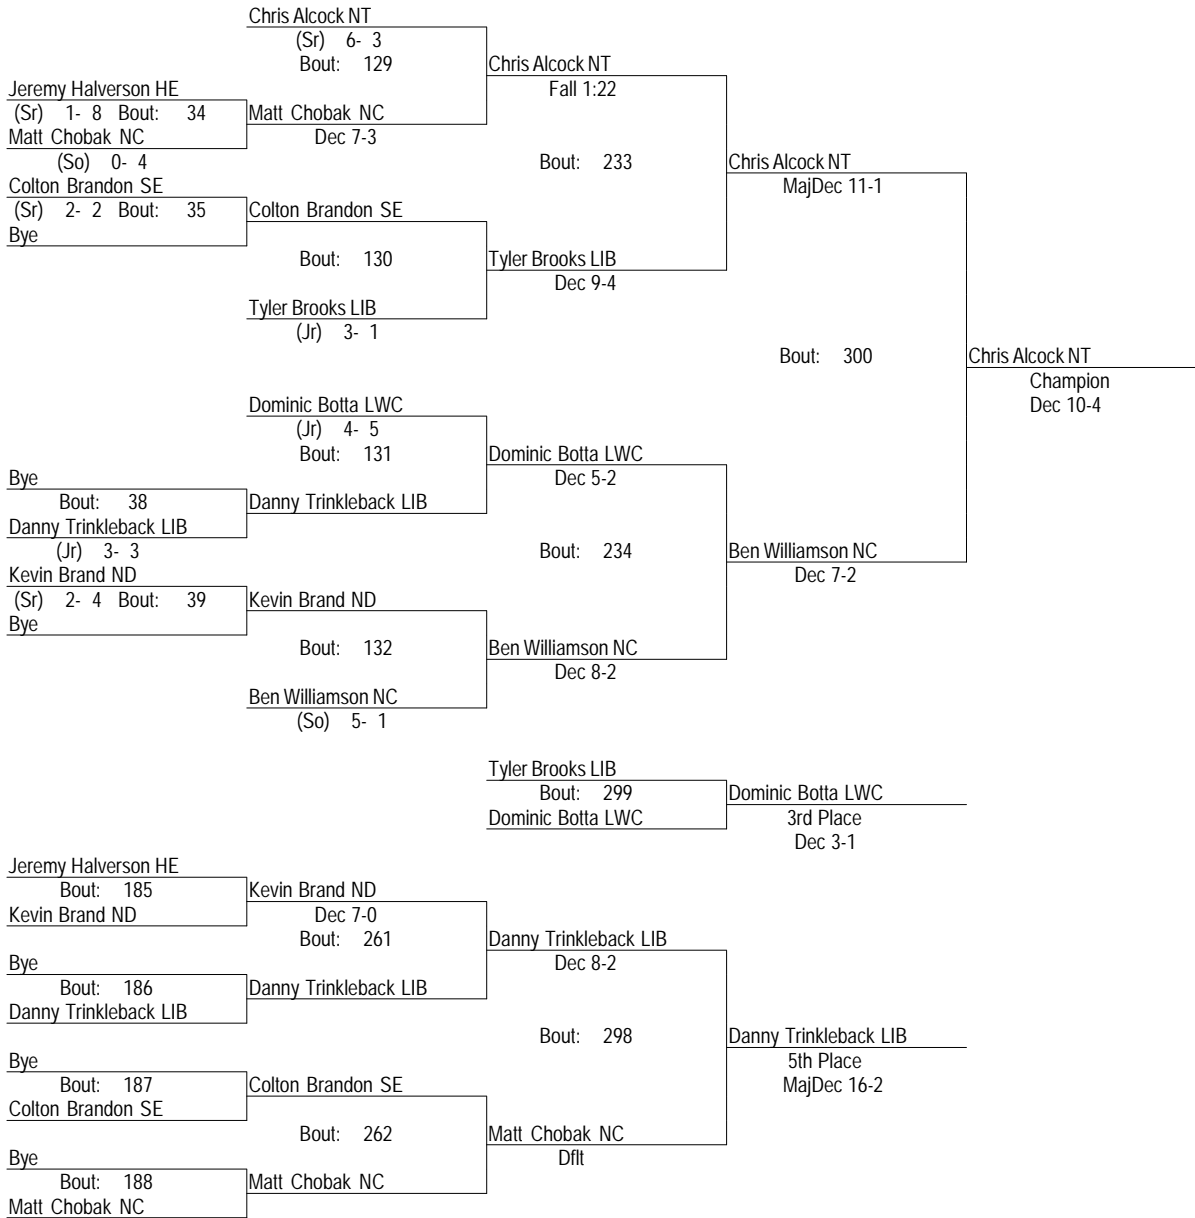 Chris Alcock NT
(Sr) 6- 3
Bout: 129
Chris Alcock NT
Fall 1:22
Jeremy Halverson HE
(Sr) 1- 8 Bout: 34
Matt Chobak NC
Matt Chobak NC
Dec 7-3
(So) 0- 4
Bout: 233
Chris Alcock NT
MajDec 11-1
Colton Brandon SE
(Sr) 2- 2 Bout: 35
Colton Brandon SE
Bye
Bout: 130
Tyler Brooks LIB
Dec 9-4
Tyler Brooks LIB
(Jr) 3- 1
Bout: 300
Chris Alcock NT
Champion
Dec 10-4
Dominic Botta LWC
(Jr) 4- 5
Bout: 131
Dominic Botta LWC
Dec 5-2
Bye
Bout: 38
Danny Trinkleback LIB
Danny Trinkleback LIB
(Jr) 3- 3
Bout: 234
Ben Williamson NC
Dec 7-2
Kevin Brand ND
(Sr) 2- 4 Bout: 39
Kevin Brand ND
Bye
Bout: 132
Ben Williamson NC
Dec 8-2
Ben Williamson NC
(So) 5- 1
Tyler Brooks LIB
Bout: 299
Dominic Botta LWC
Dominic Botta LWC
3rd Place
Dec 3-1
Jeremy Halverson HE
Bout: 185
Kevin Brand ND
Kevin Brand ND
Dec 7-0
Bout: 261
Danny Trinkleback LIB
Dec 8-2
Bye
Bout: 186
Danny Trinkleback LIB
Danny Trinkleback LIB
Bout: 298
Danny Trinkleback LIB
5th Place
MajDec 16-2
Bye
Bout: 187
Colton Brandon SE
Colton Brandon SE
Bout: 262
Matt Chobak NC
Dflt
Bye
Bout: 188
Matt Chobak NC
Matt Chobak NC